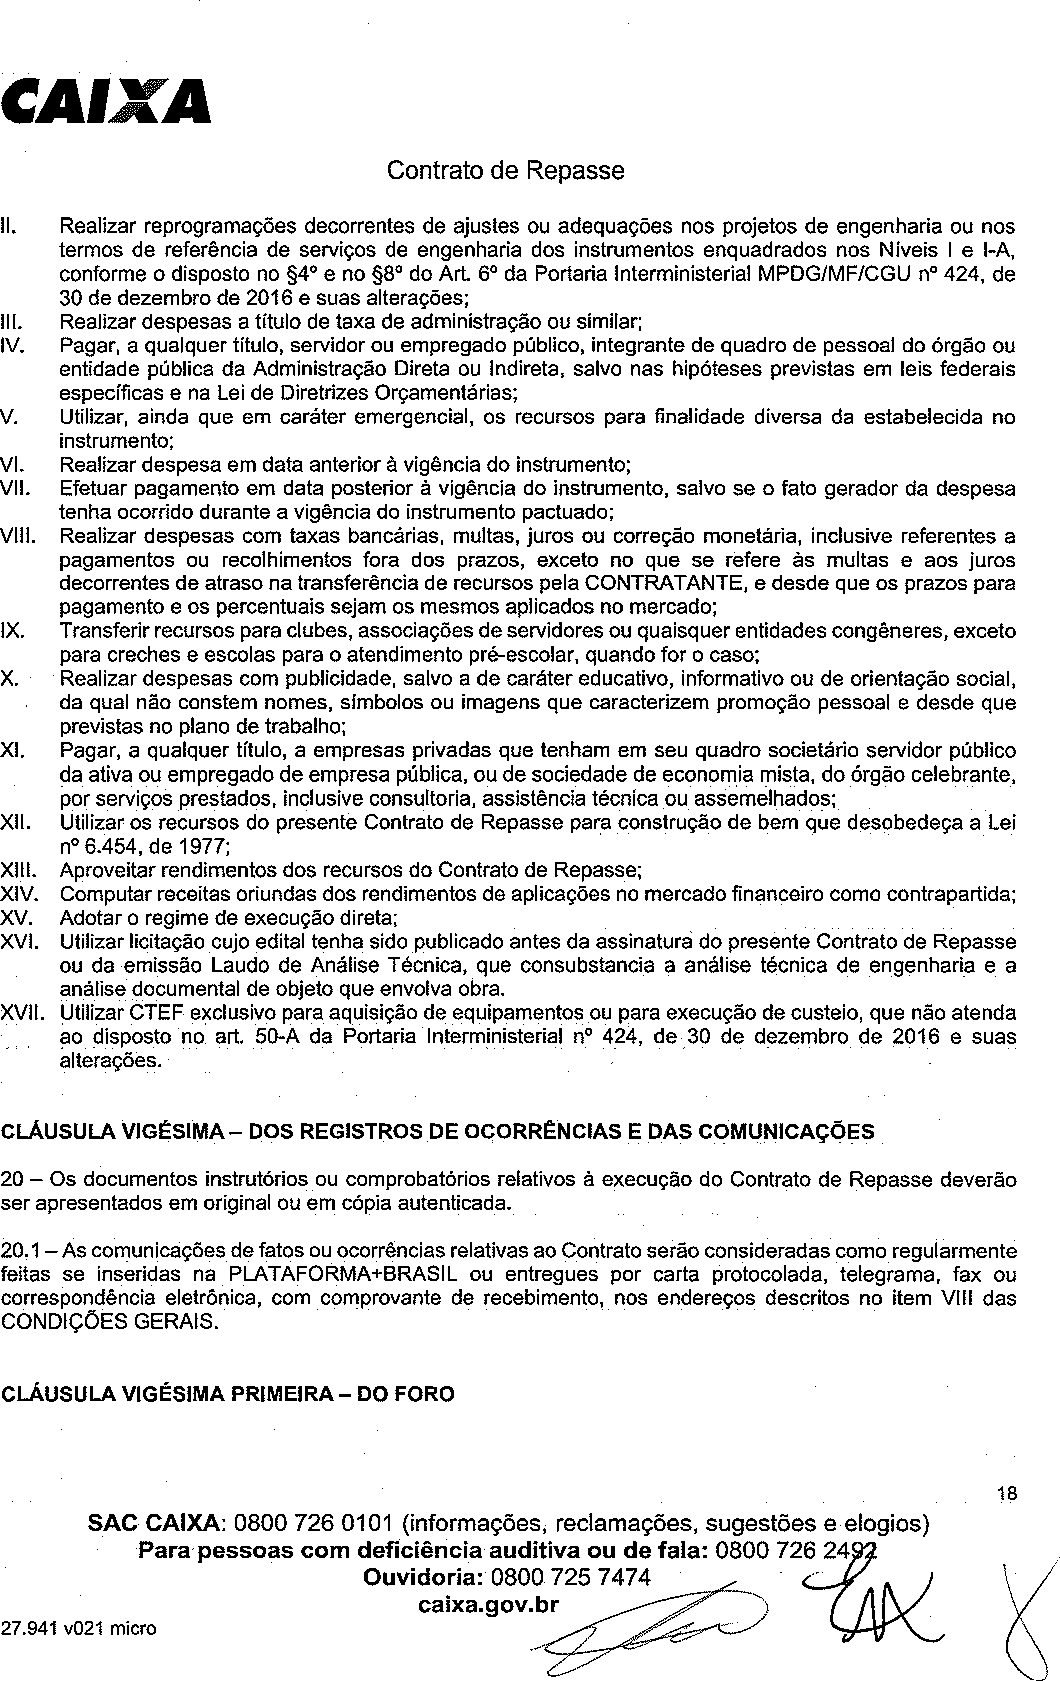 CAIXA
Contrato de Repasse
II. Realizar reprogramações decorrentes de ajustes ou adequações nos projetos de engenharia ou nos
termos de referência de serviços de engenharia dos instrumentos enquadrados nos Níveis I e I-A,
conforme o disposto no §4º e no §8º do Art. 6º da Portaria Interministerial MPDG/MF/CGU nº 424, de
30 de dezembro de 2016 e suas alterações;
III. Realizar despesas a título de taxa de administração ou similar;
IV. Pagar, a qualquer título, servidor ou empregado público, integrante de quadro de pessoal do órgão ou
entidade pública da Administração Direta ou Indireta, salvo nas hipóteses previstas em leis federais
específicas e na Lei de Diretrizes Orçamentárias;
V. Utilizar, ainda que em caráter emergencial, os recursos para finalidade diversa da estabelecida no
instrumento;
VI. Realizar despesa em data anterior à vigência do instrumento;
VII. Efetuar pagamento em data posterior à vigência do instrumento, salvo se o fato gerador da despesa
tenha ocorrido durante a vigência do instrumento pactuado;
VIII. Realizar despesas com taxas bancárias, multas, juros ou correção monetária, inclusive referentes a
pagamentos ou recolhimentos fora dos prazos, exceto no que se refere às multas e aos juros
decorrentes de atraso na transferência de recursos pela CONTRATANTE, e desde que os prazos para
pagamento e os percentuais sejam os mesmos aplicados no mercado;
IX. Transferir recursos para clubes, associações de servidores ou quaisquer entidades congêneres, exceto
para creches e escolas para o atendimento pré-escolar, quando for o caso;
X. Realizar despesas com publicidade, salvo a de caráter educativo, informativo ou de orientação social,
da qual não constem nomes, símbolos ou imagens que caracterizem promoção pessoal e desde que
previstas no plano de trabalho;
XI. Pagar, a qualquer título, a empresas privadas que tenham em seu quadro societário servidor público
da ativa ou empregado de empresa pública, ou de sociedade de economia mista, do órgão celebrante,
por serviços prestados, inclusive consultoria, assistência técnica ou assemelhados;
XII. Utilizar os recursos do presente Contrato de Repasse para construção de bem que desobedeça a Lei
nº 6.454, de 1977;
XIII. Aproveitar rendimentos dos recursos do Contrato de Repasse;
XIV. Computar receitas oriundas dos rendimentos de aplicações no mercado financeiro como contrapartida;
XV. Adotar o regime de execução direta;
XVI. Utilizar licitação cujo edital tenha sido publicado antes da assinatura do presente Contrato de Repasse
ou da emissão Laudo de Análise Técnica, que consubstancia a análise técnica de engenharia e a
análise documental de objeto que envolva obra.
XVII. Utilizar CTEF exclusivo para aquisição de equipamentos ou para execução de custeio, que não atenda
ao disposto no art. 50-A da Portaria Interministerial nº 424, de 30 de dezembro de 2016 e suas
alterações.
CLÁUSULA VIGÉSIMA – DOS REGISTROS DE OCORRÊNCIAS E DAS COMUNICAÇÕES
20 – Os documentos instrutórios ou comprobatórios relativos à execução do Contrato de Repasse deverão
ser apresentados em original ou em cópia autenticada.
20.1 – As comunicações de fatos ou ocorrências relativas ao Contrato serão consideradas como regularmente
feitas se inseridas na PLATAFORMA+BRASIL ou entregues por carta protocolada, telegrama, fax ou
correspondência eletrônica, com comprovante de recebimento, nos endereços descritos no item VIII das
CONDIÇÕES GERAIS.
CLÁUSULA VIGÉSIMA PRIMEIRA – DO FORO
18
SAC CAIXA: 0800 726 0101 (informações, reclamações, sugestões e elogios)
Para pessoas com deficiência auditiva ou de fala: 0800 726 2492
Ouvidoria: 0800 725 7474
caixa.gov.br
27.941 v021 micro